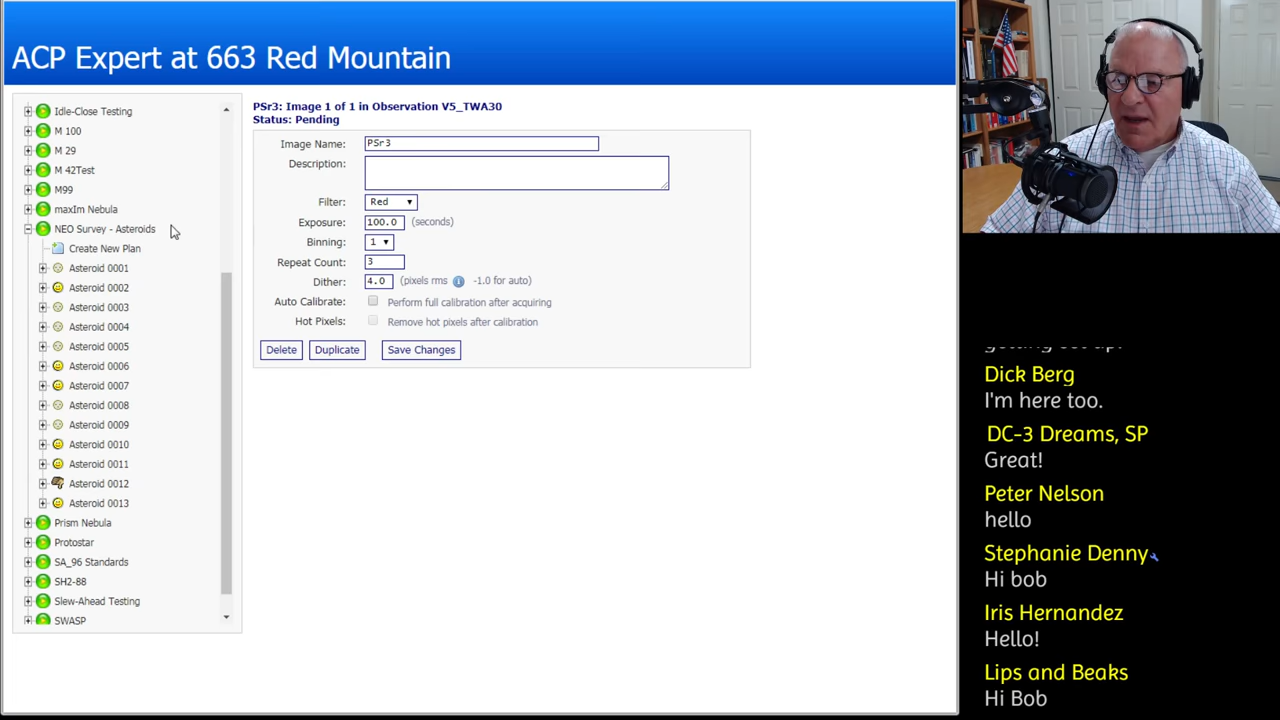 ACP Expert at 663 Red Mountain
Idle-Close Testing
M 100
M 29
M 42Test
M99
maxIm Nebula
NEO Survey - Asteroids
Create New Plan
Asteroid 0001
Asteroid 0002
Asteroid 0003
Asteroid 0004
Asteroid 0005
Asteroid 0006
Asteroid 0007
Asteroid 0008
Asteroid 0009
Asteroid 0010
Asteroid 0011
Asteroid 0012
Asteroid 0013
Prism Nebula
Protostar
SA_96 Standards
SH2-88
Slew-Ahead Testing
SWASP
PSr3: Image 1 of 1 in Observation V5_TWA30
Status: Pending
Image Name: PSr3
Description:
Filter: Red
Exposure: 100.0 (seconds)
Binning: 1
Repeat Count: 3
Dither: 4.0 (pixels rms -1.0 for auto)
Auto Calibrate: Perform full calibration after acquiring
Hot Pixels: Remove hot pixels after calibration
Delete Duplicate Save Changes
Dick Berg
I'm here too.
DC-3 Dreams, SP
Great!
Peter Nelson
hello
Stephanie Denny
Hi bob
Iris Hernandez
Hello!
Lips and Beaks
Hi Bob